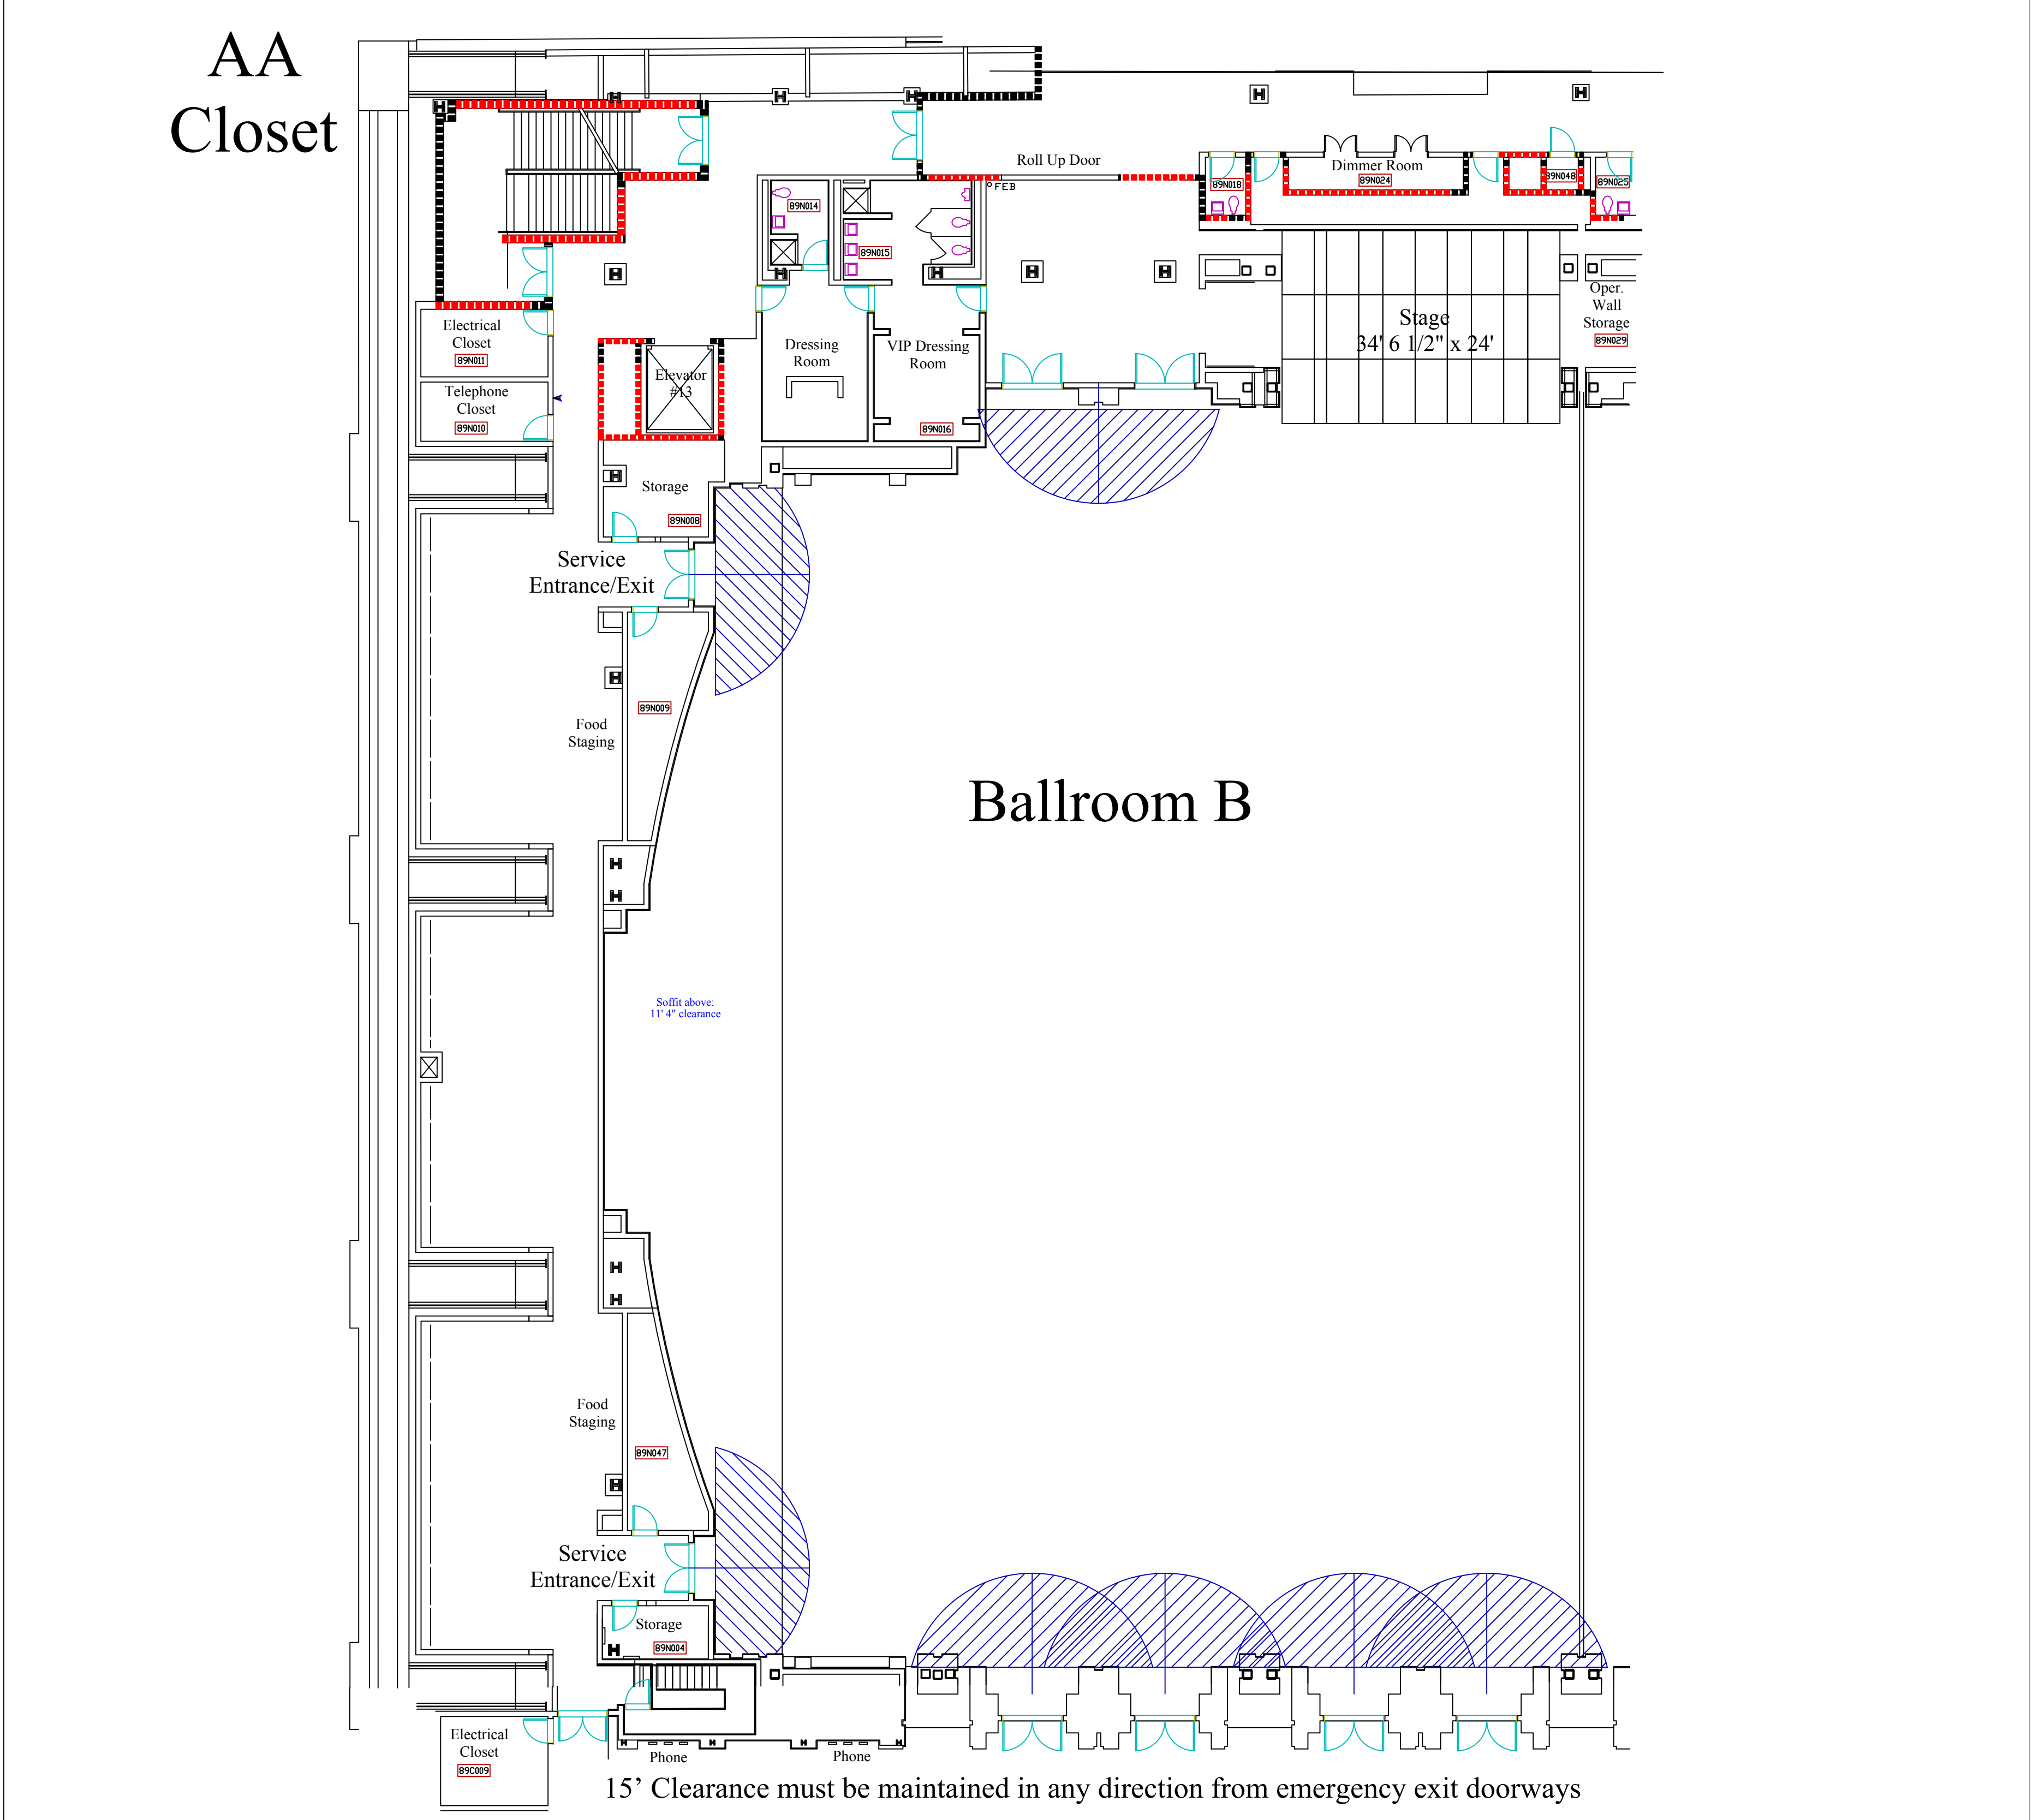 AA
Closet
Roll Up Door
FEB
Dimmer Room
89N024
89N018
89N048
89N025
89N014
89N015
Oper.
Wall
Storage
89N029
Stage
34' 6 1/2" x 24'
Electrical
Closet
89N011
Telephone
Closet
89N010
Elevator
#13
Dressing
Room
VIP Dressing
Room
89N016
Storage
89N008
Service
Entrance/Exit
89N009
Food
Staging
Ballroom B
Soffit above:
11' 4" clearance
Food
Staging
89N047
Service
Entrance/Exit
Storage
89N004
Electrical
Closet
89C009
Phone
Phone
15’ Clearance must be maintained in any direction from emergency exit doorways